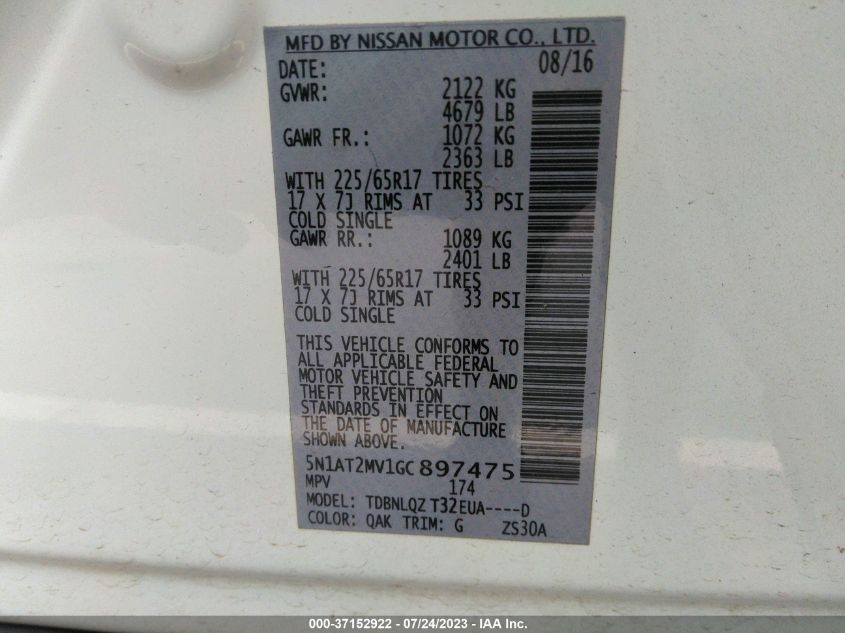 MFD BY NISSAN MOTOR CO., LTD.
DATE: 08/16
GVWR: 2122 KG
4679 LB
GAWR FR.: 1072 KG
2363 LB
WITH 225/65R17 TIRES
17 X 7J RIMS AT 33 PSI
COLD SINGLE
GAWR RR.: 1089 KG
2401 LB
WITH 225/65R17 TIRES
17 X 7J RIMS AT 33 PSI
COLD SINGLE
THIS VEHICLE CONFORMS TO
ALL APPLICABLE FEDERAL
MOTOR VEHICLE SAFETY AND
THEFT PREVENTION
STANDARDS IN EFFECT ON
THE DATE OF MANUFACTURE
SHOWN ABOVE.
5N1AT2MV1GC897475
MPV 174
MODEL: TDBNLQZ T32EUA----D
COLOR: QAK TRIM: G ZS30A
000-37152922 - 07/24/2023 - IAA Inc.